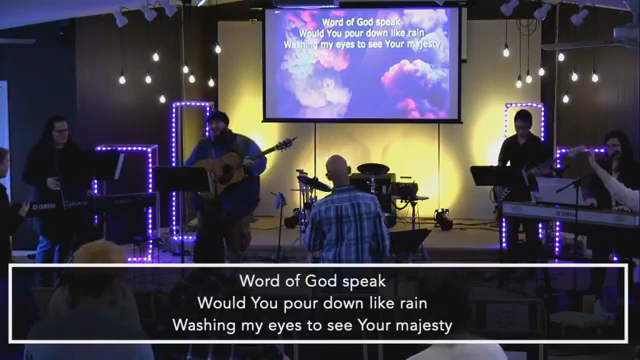 Word of God speak
Would You pour down like rain
Washing my eyes to see Your majesty
YAMAHA
Word of God speak
Would You pour down like rain
Washing my eyes to see Your majesty